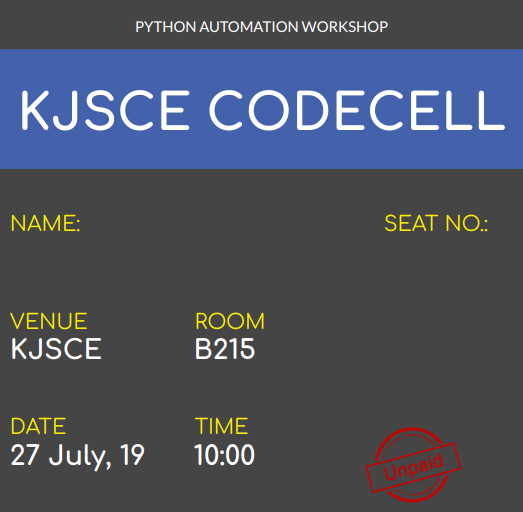 PYTHON AUTOMATION WORKSHOP
KJSCE CODECELL
NAME: SEAT NO.:
VENUE ROOM
KJSCE B215
DATE TIME
27 July, 19 10:00
Unpaid